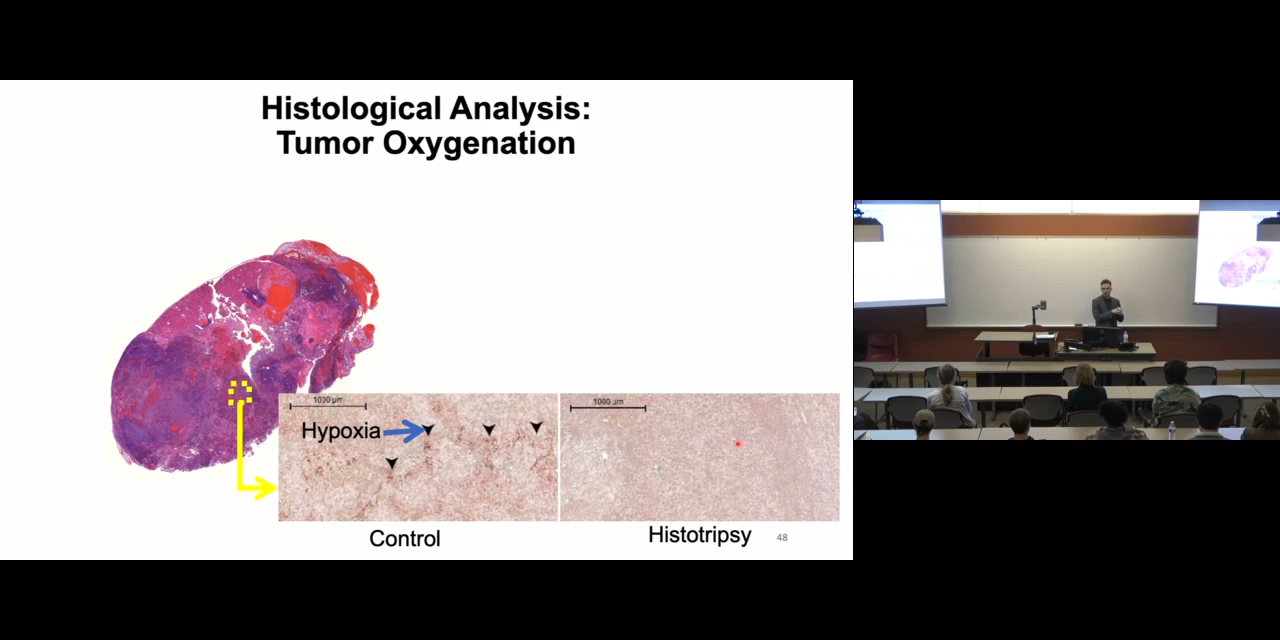 Histological Analysis:
Tumor Oxygenation
1000 µm
1000 µm
Hypoxia
Control
Histotripsy
48